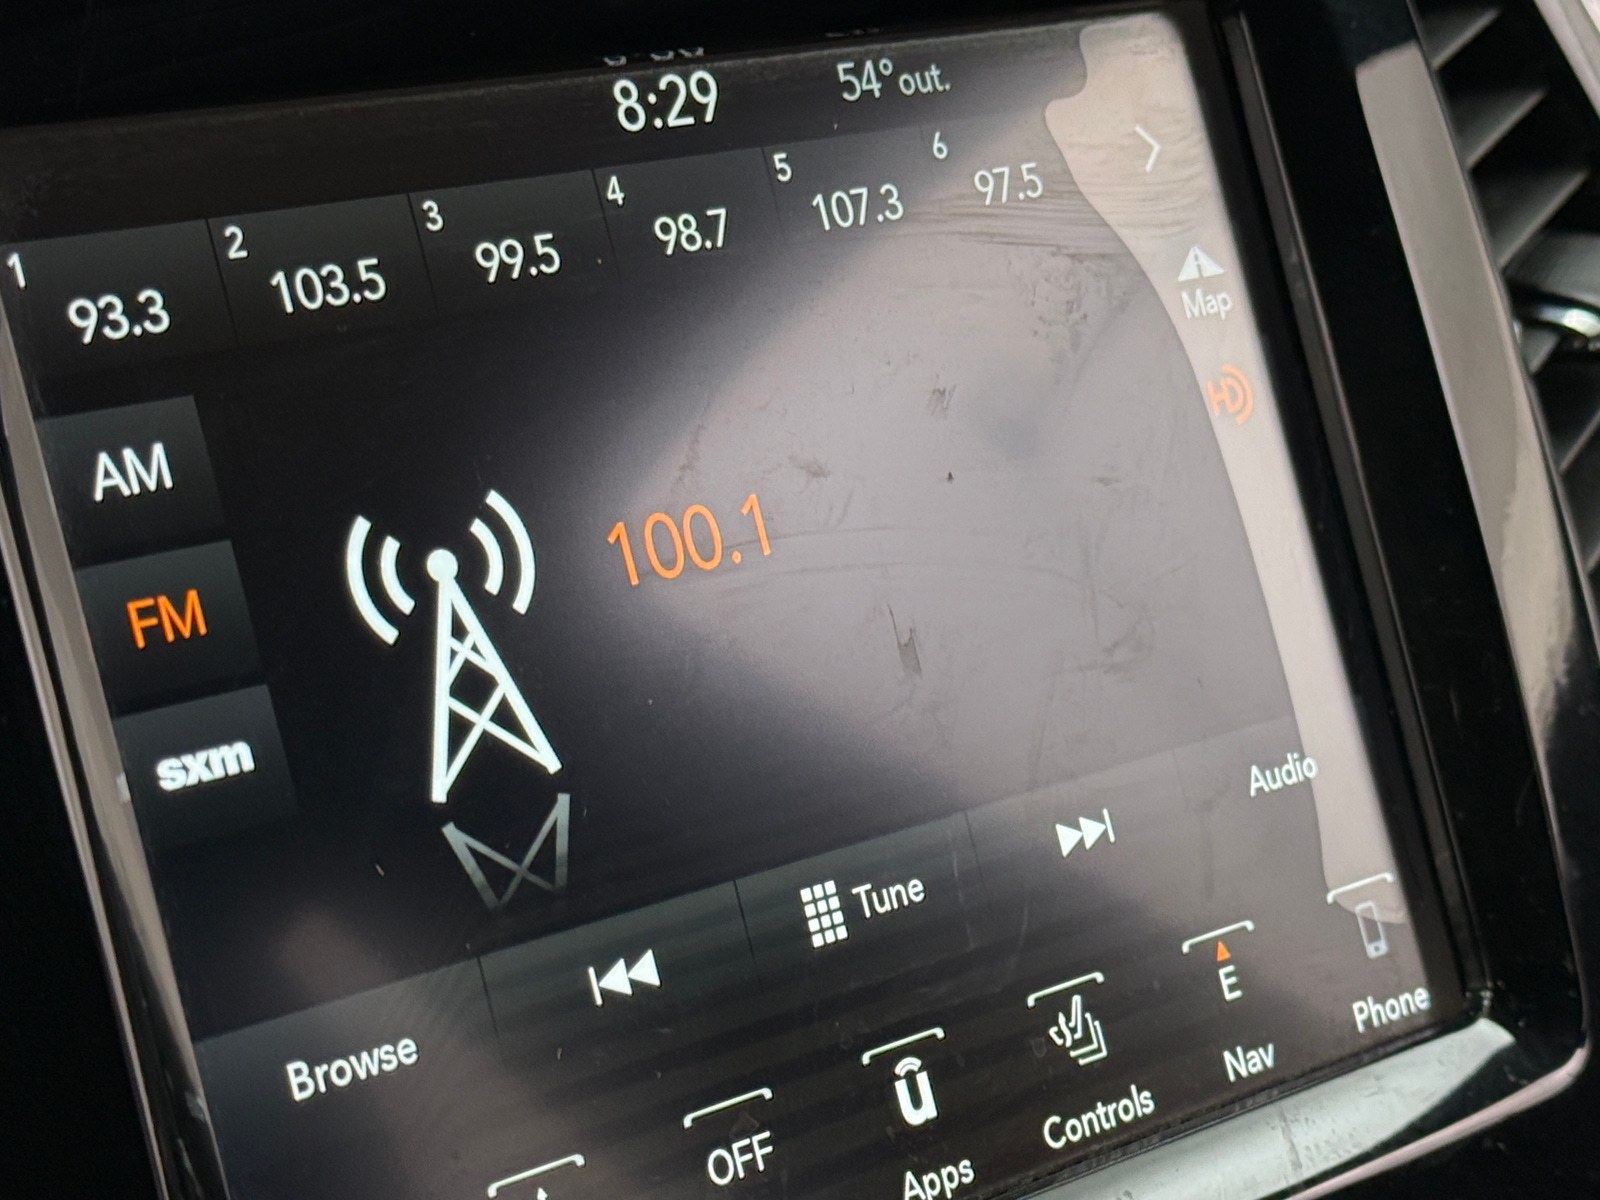 8:29 54° out.
1 93.3 2 103.5 3 99.5 4 98.7 5 107.3 6 97.5
Map
HD
AM
FM
sxm
100.1
Browse Tune Audio
OFF
u
Apps
Controls
E
Nav
Phone